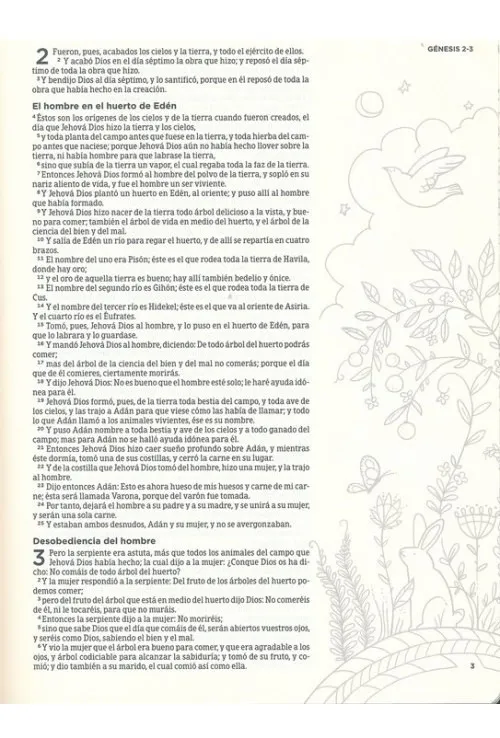 GÉNESIS 2-3
2 Fueron, pues, acabados los cielos y la tierra, y todo el ejército de ellos.
2 Y acabó Dios en el día séptimo la obra que hizo; y reposó el día sép-
timo de toda la obra que hizo.
3 Y bendijo Dios al día séptimo, y lo santificó, porque en él reposó de toda la
obra que había hecho en la creación.
El hombre en el huerto de Edén
4 Éstos son los orígenes de los cielos y de la tierra cuando fueron creados, el
día que Jehová Dios hizo la tierra y los cielos,
5 y toda planta del campo antes que fuese en la tierra, y toda hierba del cam-
po antes que naciese; porque Jehová Dios aún no había hecho llover sobre la
tierra, ni había hombre para que labrase la tierra,
6 sino que subía de la tierra un vapor, el cual regaba toda la faz de la tierra.
7 Entonces Jehová Dios formó al hombre del polvo de la tierra, y sopló en su
nariz aliento de vida, y fue el hombre un ser viviente.
8 Y Jehová Dios plantó un huerto en Edén, al oriente; y puso allí al hombre
que había formado.
9 Y Jehová Dios hizo nacer de la tierra todo árbol delicioso a la vista, y bue-
no para comer; también el árbol de vida en medio del huerto, y el árbol de la
ciencia del bien y del mal.
10 Y salía de Edén un río para regar el huerto, y de allí se repartía en cuatro
brazos.
11 El nombre del uno era Pisón; éste es el que rodea toda la tierra de Havila,
donde hay oro;
12 y el oro de aquella tierra es bueno; hay allí también bedelio y ónice.
13 El nombre del segundo río es Gihón; éste es el que rodea toda la tierra de
Cus.
14 Y el nombre del tercer río es Hidekel; éste es el que va al oriente de Asiria.
Y el cuarto río es el Éufrates.
15 Tomó, pues, Jehová Dios al hombre, y lo puso en el huerto de Edén, para
que lo labrara y lo guardase.
16 Y mandó Jehová Dios al hombre, diciendo: De todo árbol del huerto podrás
comer;
17 mas del árbol de la ciencia del bien y del mal no comerás; porque el día
que de él comieres, ciertamente morirás.
18 Y dijo Jehová Dios: No es bueno que el hombre esté solo; le haré ayuda idó-
nea para él.
19 Jehová Dios formó, pues, de la tierra toda bestia del campo, y toda ave de
los cielos, y las trajo a Adán para que viese cómo las había de llamar; y todo
lo que Adán llamó a los animales vivientes, ése es su nombre.
20 Y puso Adán nombre a toda bestia y ave de los cielos y a todo ganado del
campo; mas para Adán no se halló ayuda idónea para él.
21 Entonces Jehová Dios hizo caer sueño profundo sobre Adán, y mientras
éste dormía, tomó una de sus costillas, y cerró la carne en su lugar.
22 Y de la costilla que Jehová Dios tomó del hombre, hizo una mujer, y la trajo
al hombre.
23 Dijo entonces Adán: Esto es ahora hueso de mis huesos y carne de mi car-
ne; ésta será llamada Varona, porque del varón fue tomada.
24 Por tanto, dejará el hombre a su padre y a su madre, y se unirá a su mujer,
y serán una sola carne.
25 Y estaban ambos desnudos, Adán y su mujer, y no se avergonzaban.
Desobediencia del hombre
3 Pero la serpiente era astuta, más que todos los animales del campo que
Jehová Dios había hecho; la cual dijo a la mujer: ¿Conque Dios os ha di-
cho: No comáis de todo árbol del huerto?
2 Y la mujer respondió a la serpiente: Del fruto de los árboles del huerto po-
demos comer;
3 pero del fruto del árbol que está en medio del huerto dijo Dios: No comeréis
de él, ni le tocaréis, para que no muráis.
4 Entonces la serpiente dijo a la mujer: No moriréis;
5 sino que sabe Dios que el día que comáis de él, serán abiertos vuestros ojos,
y seréis como Dios, sabiendo el bien y el mal.
6 Y vio la mujer que el árbol era bueno para comer, y que era agradable a los
ojos, y árbol codiciable para alcanzar la sabiduría; y tomó de su fruto, y co-
mió; y dio también a su marido, el cual comió así como ella.
3